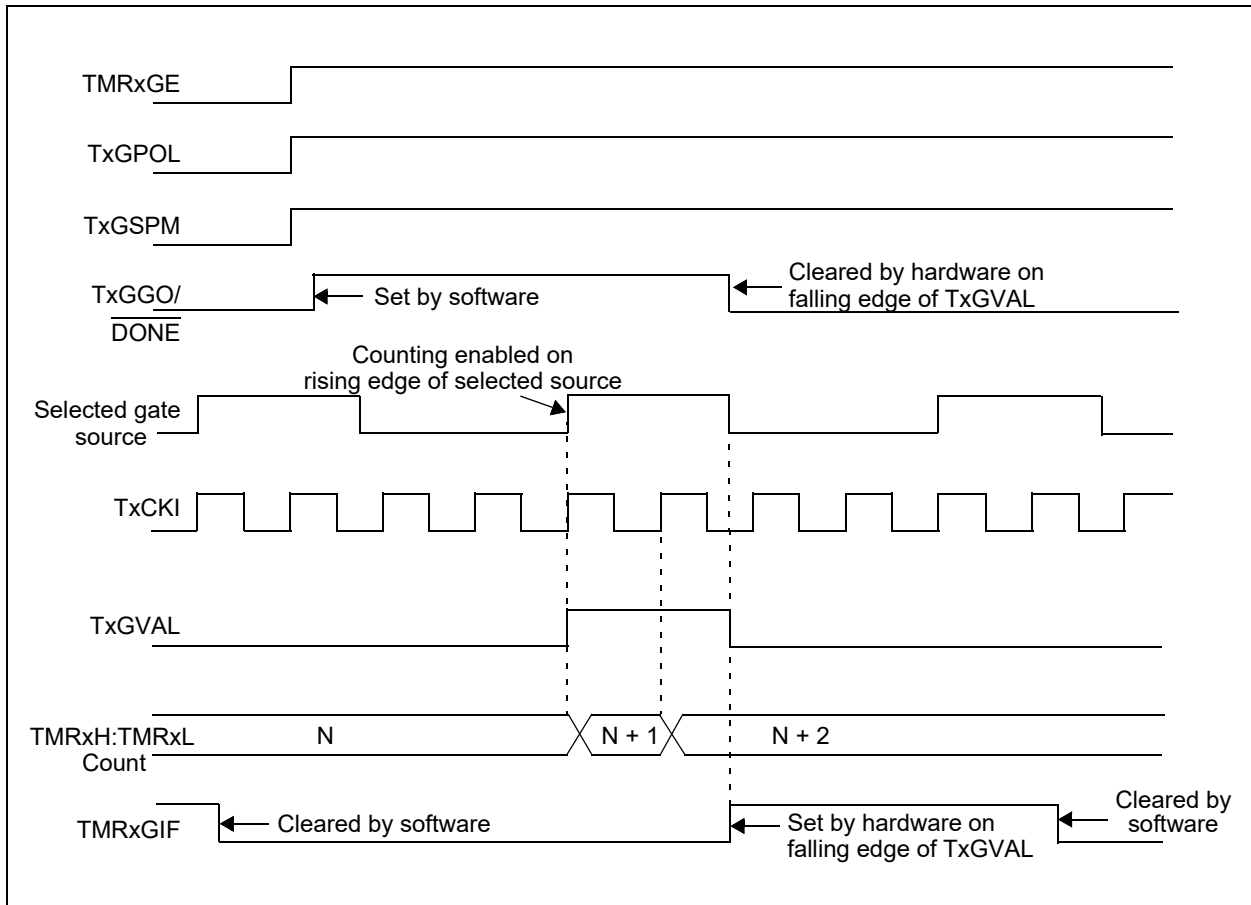 TMRxGE
TxGPOL
TxGSPM
TxGGO/
DONE
Set by software
Cleared by hardware on
falling edge of TxGVAL
Counting enabled on
rising edge of selected source
Selected gate
source
TxCKI
TxGVAL
TMRxH:TMRxL
Count
N
N + 1
N + 2
TMRxGIF
Cleared by software
Set by hardware on
falling edge of TxGVAL
Cleared by
software